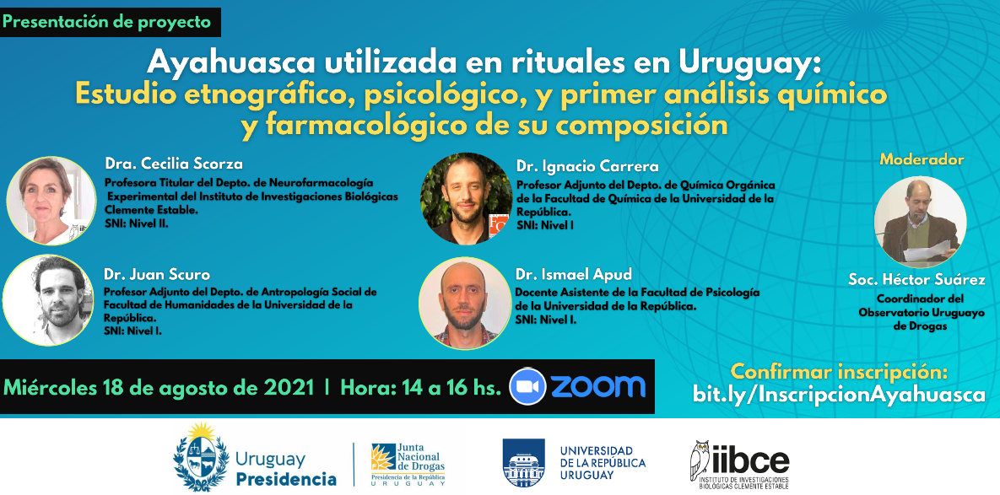 Presentación de proyecto
Ayahuasca utilizada en rituales en Uruguay:
Estudio etnográfico, psicológico, y primer análisis químico
y farmacológico de su composición
Dra. Cecilia Scorza
Profesora Titular del Depto. de Neurofarmacología
Experimental del Instituto de Investigaciones Biológicas
Clemente Estable.
SNI: Nivel II.
Dr. Ignacio Carrera
Profesor Adjunto del Depto. de Química Orgánica
de la Facultad de Química de la Universidad de la
República.
SNI: Nivel I
Dr. Juan Scuro
Profesor Adjunto del Depto. de Antropología Social de
Facultad de Humanidades de la Universidad de la
República.
SNI: Nivel I.
Dr. Ismael Apud
Docente Asistente de la Facultad de Psicología
de la Universidad de la República.
SNI: Nivel I.
Moderador
Soc. Héctor Suárez
Coordinador del
Observatorio Uruguayo
de Drogas
Miércoles 18 de agosto de 2021 | Hora: 14 a 16 hs.
zoom
Confirmar inscripción:
bit.ly/InscripcionAyahuasca
Uruguay
Presidencia
Junta
Nacional
de Drogas
Presidencia de la República
URUGUAY
UNIVERSIDAD
DE LA REPÚBLICA
URUGUAY
iibce
INSTITUTO DE INVESTIGACIONES
BIOLÓGICAS CLEMENTE ESTABLE